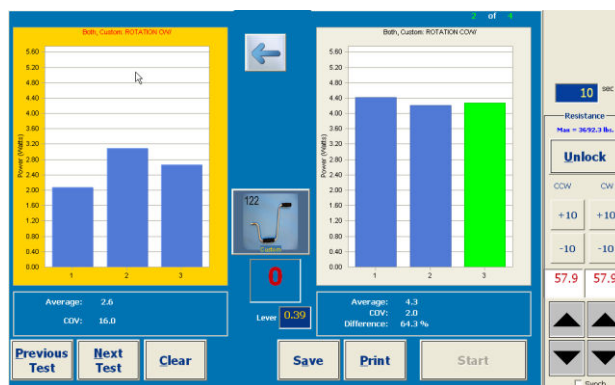 2 of 4
Both, Custom: ROTATION CCW/
Power (Watts)
5.60
5.20
4.80
4.40
4.00
3.60
3.20
2.80
2.40
2.00
1.60
1.20
0.80
0.40
0.00
1 2 3
Average: 2.6
COV: 16.0
Both, Custom: ROTATION CCW/
Power (Watts)
5.60
5.20
4.80
4.40
4.00
3.60
3.20
2.80
2.40
2.00
1.60
1.20
0.80
0.40
0.00
1 2 3
Average: 4.3
COV: 2.0
Difference: 64.3 %
122
Custom
0
Lever 0.39
10 sec
Resistance
Max = 3692.3 lbs.
Unlock
CCW CW
+10 +10
-10 -10
57.9 57.9
Synch
Previous Test
Next Test
Clear
Save
Print
Start